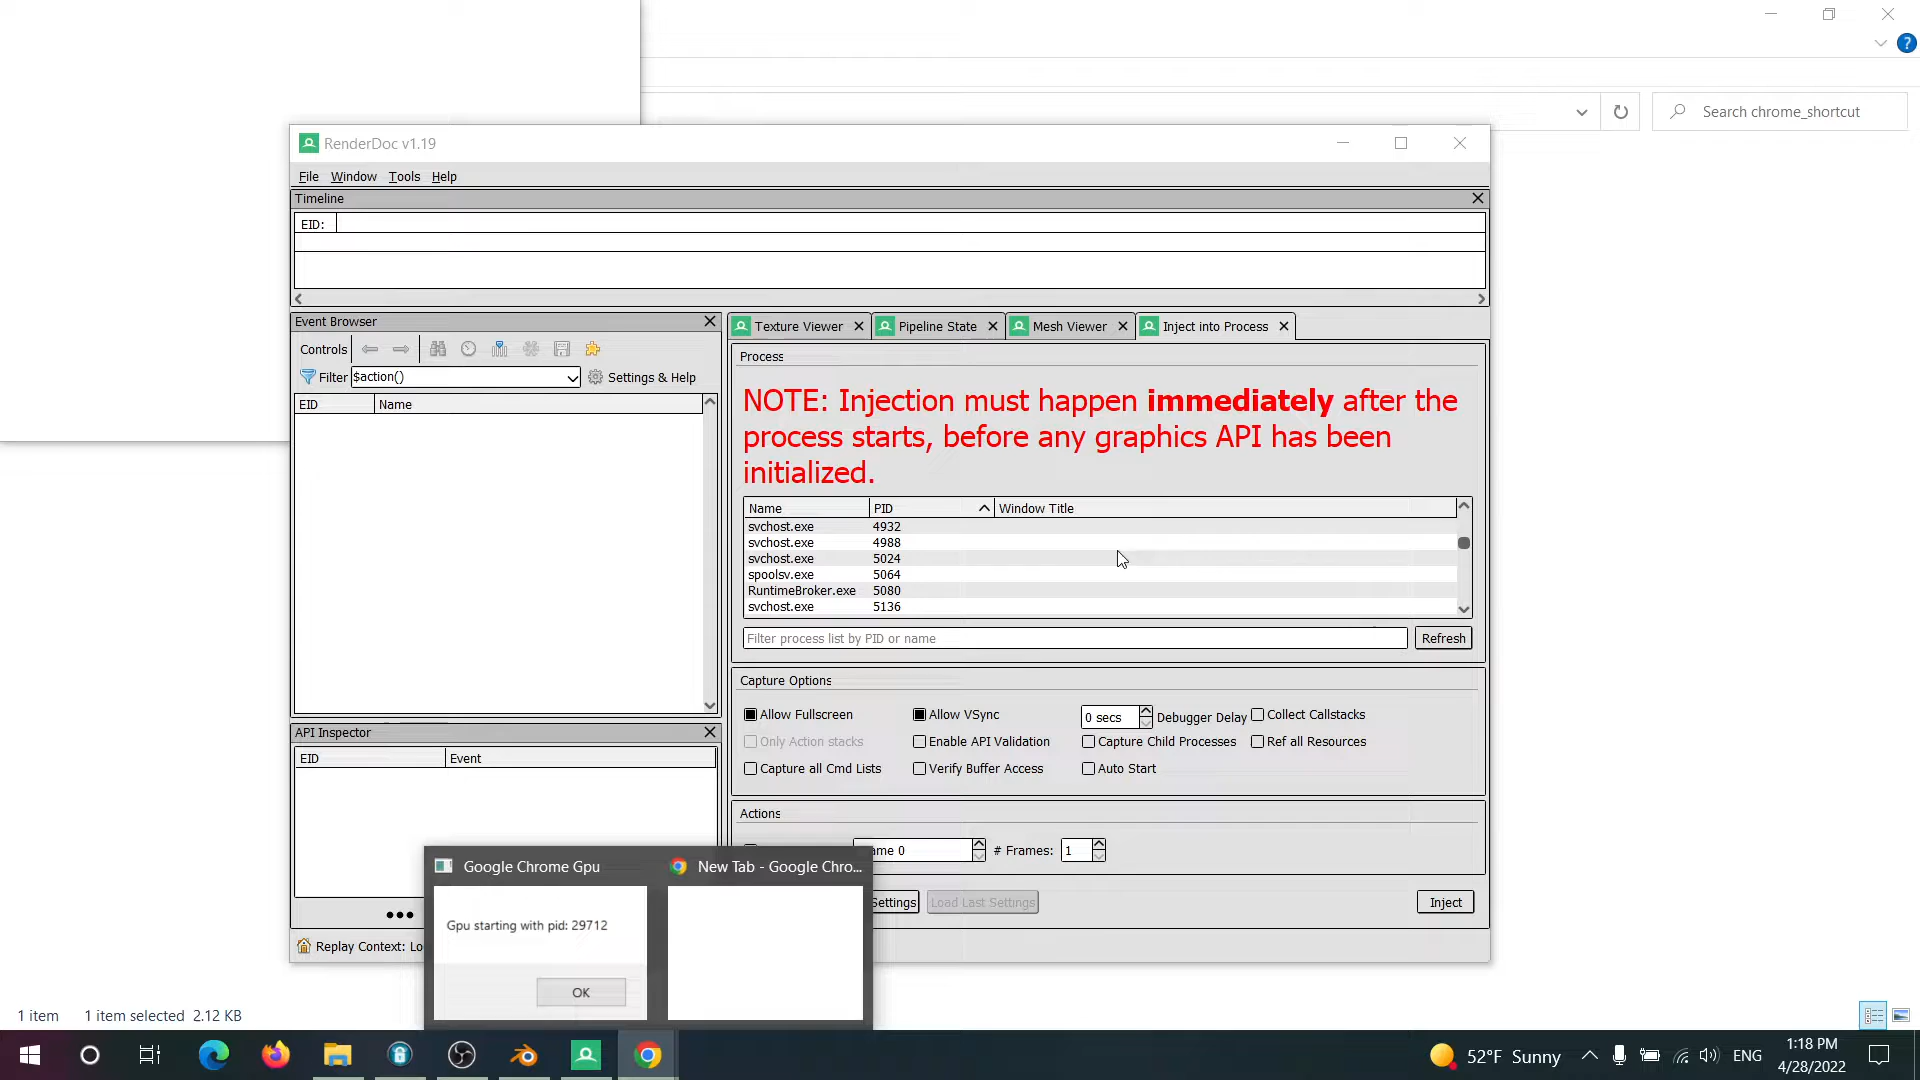 Search chrome_shortcut
RenderDoc v1.19
File Window Tools Help
Timeline
EID:
Event Browser
Controls
Filter $action() Settings & Help
EID Name
API Inspector
EID Event
Replay Context: Lo
Texture Viewer Pipeline State Mesh Viewer Inject into Process
Process
NOTE: Injection must happen immediately after the
process starts, before any graphics API has been
initialized.
Name PID Window Title
svchost.exe 4932
svchost.exe 4988
svchost.exe 5024
spoolsv.exe 5064
RuntimeBroker.exe 5080
svchost.exe 5136
Filter process list by PID or name Refresh
Capture Options
Allow Fullscreen Allow VSync 0 secs Debugger Delay Collect Callstacks
Only Action stacks Enable API Validation Capture Child Processes Ref all Resources
Capture all Cmd Lists Verify Buffer Access Auto Start
Actions
ame 0 # Frames: 1
Settings Load Last Settings Inject
Google Chrome Gpu New Tab - Google Chro...
Gpu starting with pid: 29712
OK
1 item 1 item selected 2.12 KB
52°F Sunny ENG 1:18 PM
4/28/2022